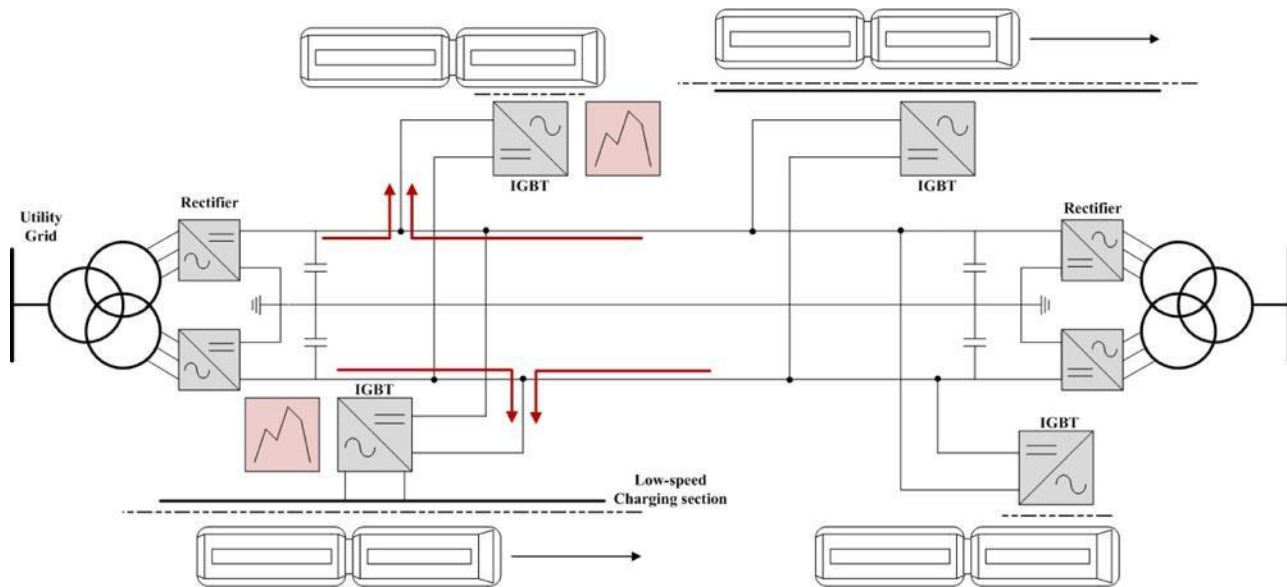 IGBT
IGBT
Utility
Grid
Rectifier
Rectifier
IGBT
IGBT
Low-speed
Charging section